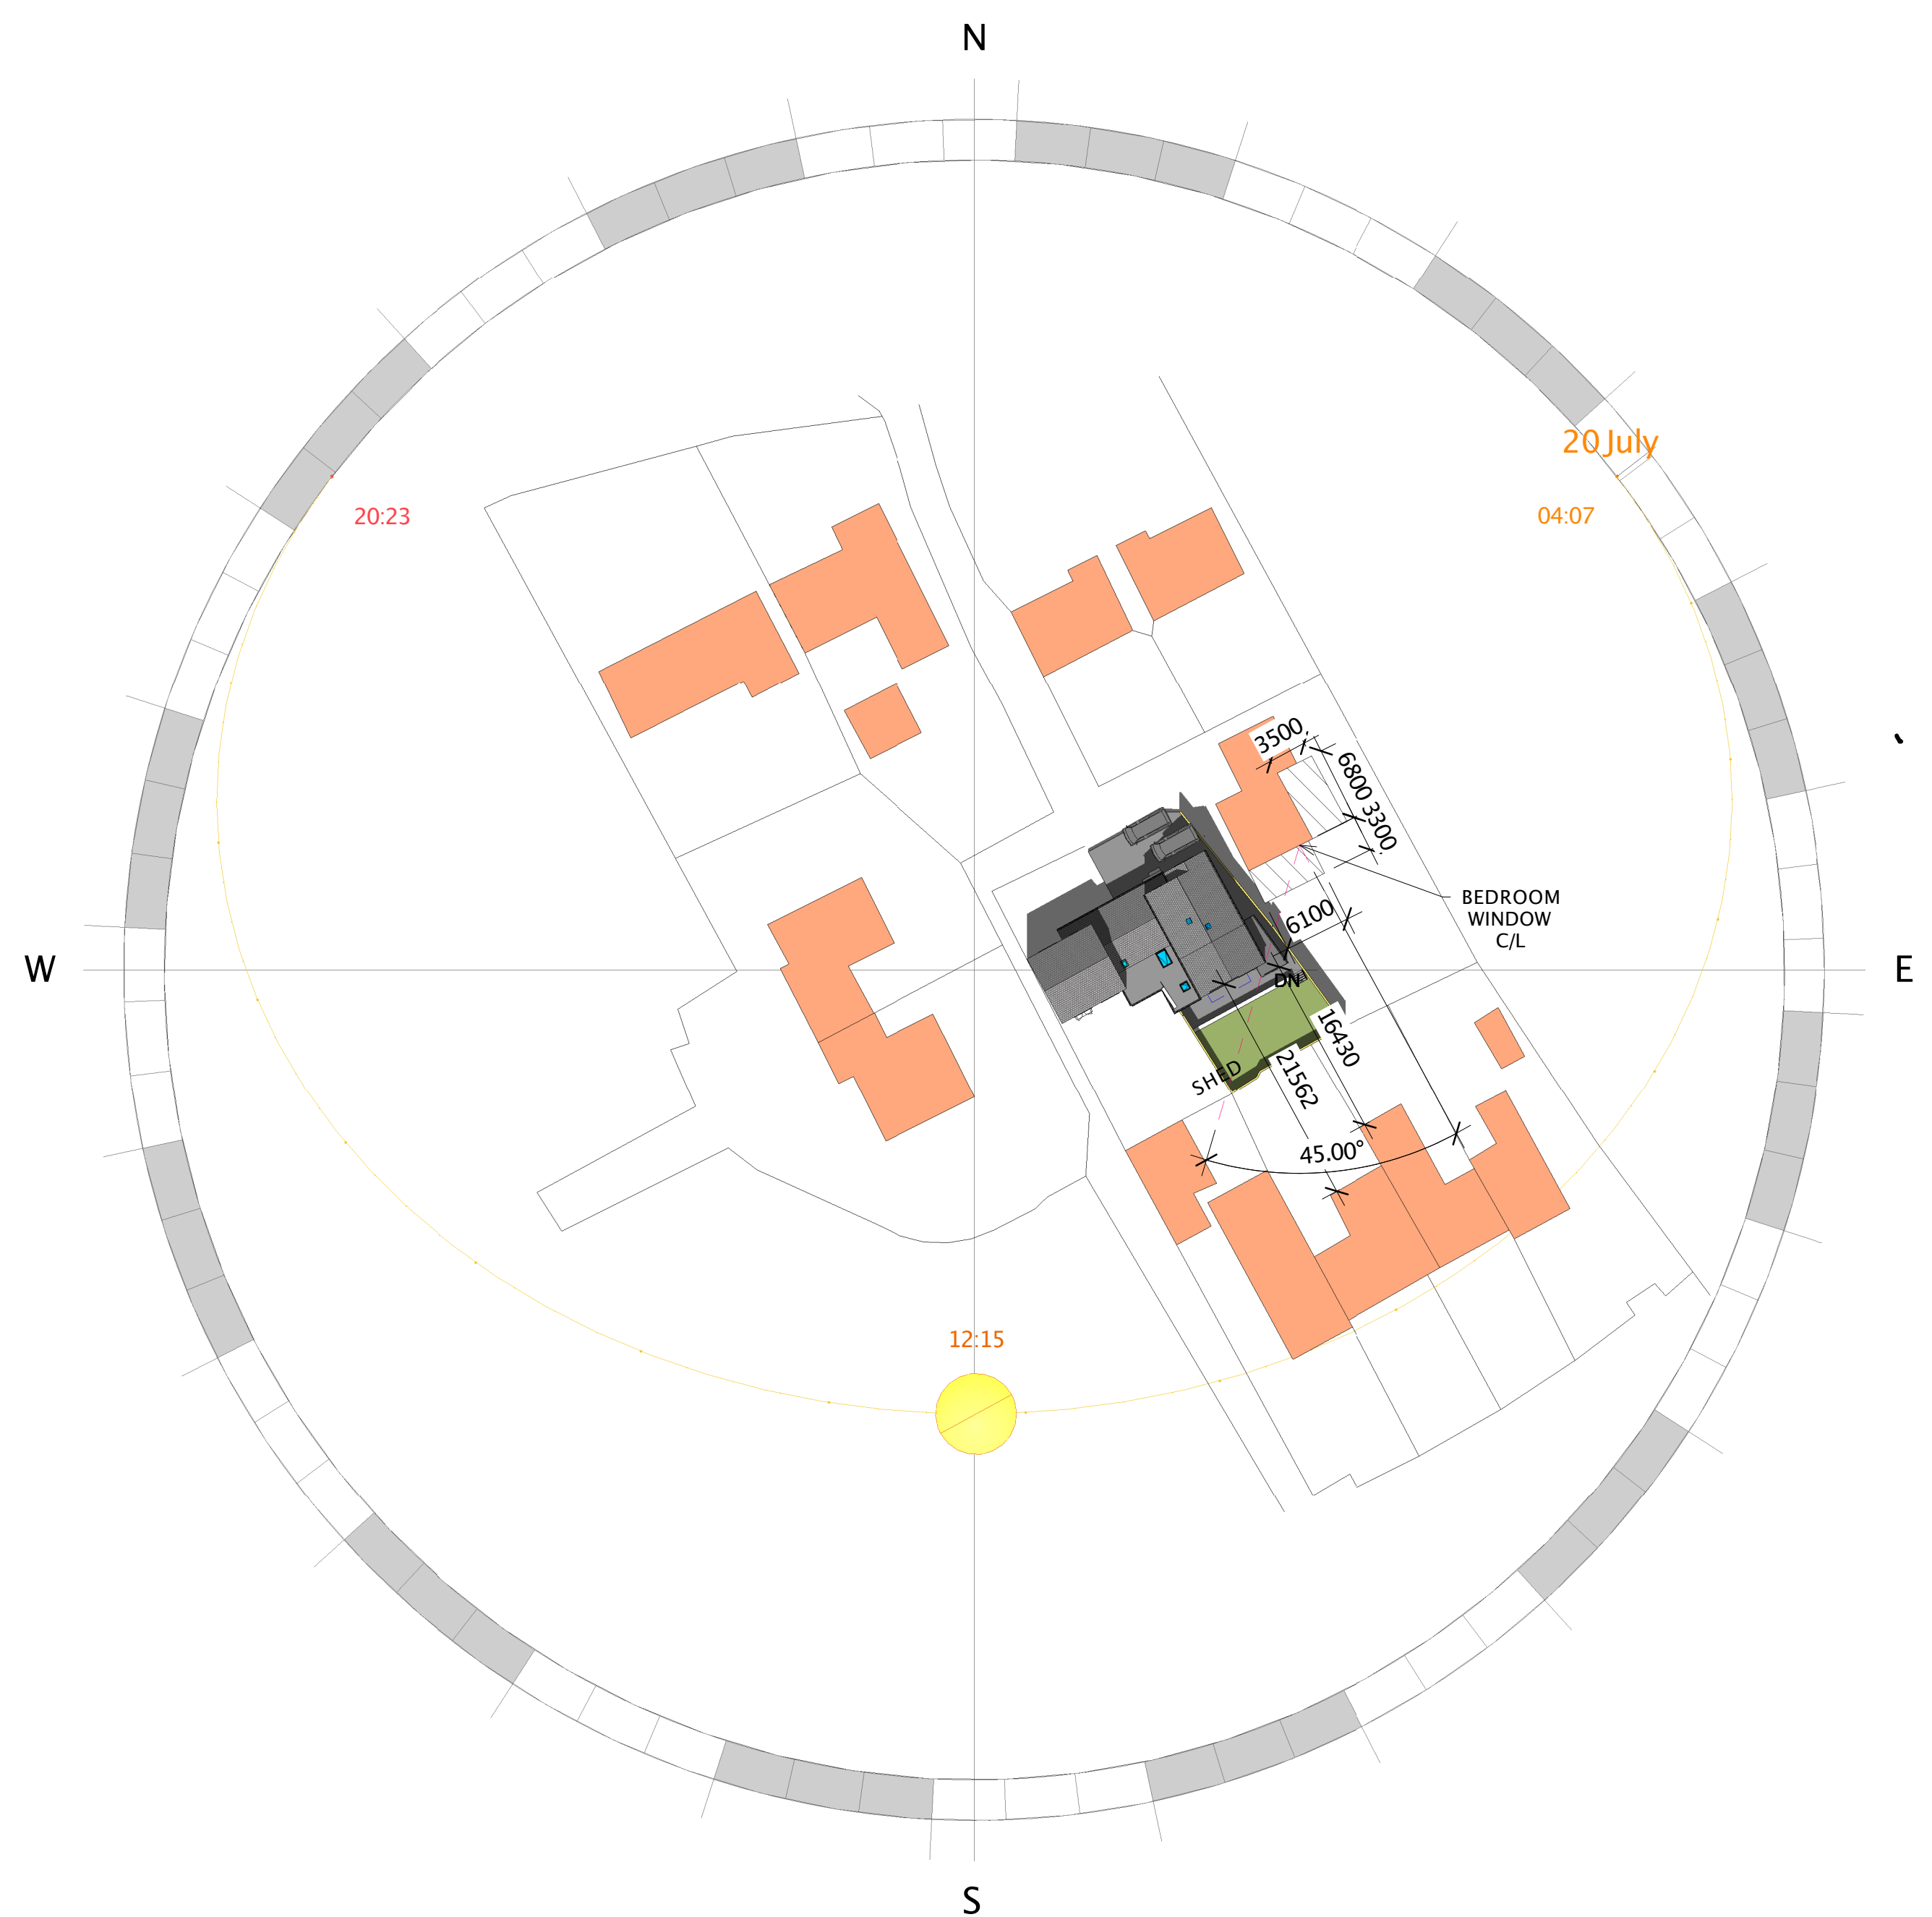 N
20 July
20:23
04:07
3500
6800
3300
BEDROOM
WINDOW
C/L
6100
W
E
DN
16430
21562
SHED
45.00°
12:15
S